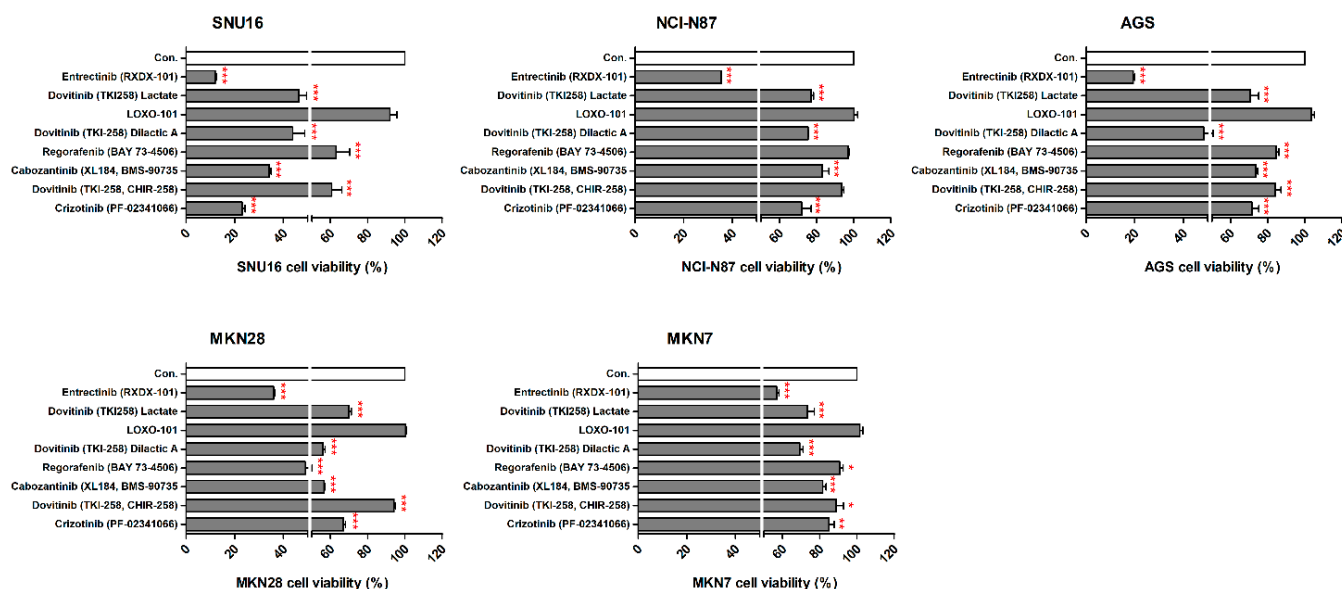 SNU16
Con.
Entrectinib (RXDX-101)
***
Dovitinib (TKI258) Lactate
***
LOXO-101
Dovitinib (TKI-258) Dilactic A
***
Regorafenib (BAY 73-4506)
***
Cabozantinib (XL184, BMS-90735
***
Dovitinib (TKI-258, CHIR-258)
***
Crizotinib (PF-02341066)
***
0 20 40 60 80 100 120
SNU16 cell viability (%)
NCI-N87
Con.
Entrectinib (RXDX-101)
***
Dovitinib (TKI258) Lactate
***
LOXO-101
Dovitinib (TKI-258) Dilactic A
***
Regorafenib (BAY 73-4506)
Cabozantinib (XL184, BMS-90735
***
Dovitinib (TKI-258, CHIR-258)
Crizotinib (PF-02341066)
***
0 20 40 60 80 100 120
NCI-N87 cell viability (%)
AGS
Con.
Entrectinib (RXDX-101)
***
Dovitinib (TKI258) Lactate
***
LOXO-101
Dovitinib (TKI-258) Dilactic A
***
Regorafenib (BAY 73-4506)
***
Cabozantinib (XL184, BMS-90735
***
Dovitinib (TKI-258, CHIR-258)
***
Crizotinib (PF-02341066)
***
0 20 40 60 80 100 120
AGS cell viability (%)
MKN28
Con.
Entrectinib (RXDX-101)
***
Dovitinib (TKI258) Lactate
***
LOXO-101
Dovitinib (TKI-258) Dilactic A
***
Regorafenib (BAY 73-4506)
***
Cabozantinib (XL184, BMS-90735
***
Dovitinib (TKI-258, CHIR-258)
***
Crizotinib (PF-02341066)
***
0 20 40 60 80 100 120
MKN28 cell viability (%)
MKN7
Con.
Entrectinib (RXDX-101)
***
Dovitinib (TKI258) Lactate
***
LOXO-101
Dovitinib (TKI-258) Dilactic A
***
Regorafenib (BAY 73-4506)
*
Cabozantinib (XL184, BMS-90735
***
Dovitinib (TKI-258, CHIR-258)
*
Crizotinib (PF-02341066)
**
0 20 40 60 80 100 120
MKN7 cell viability (%)